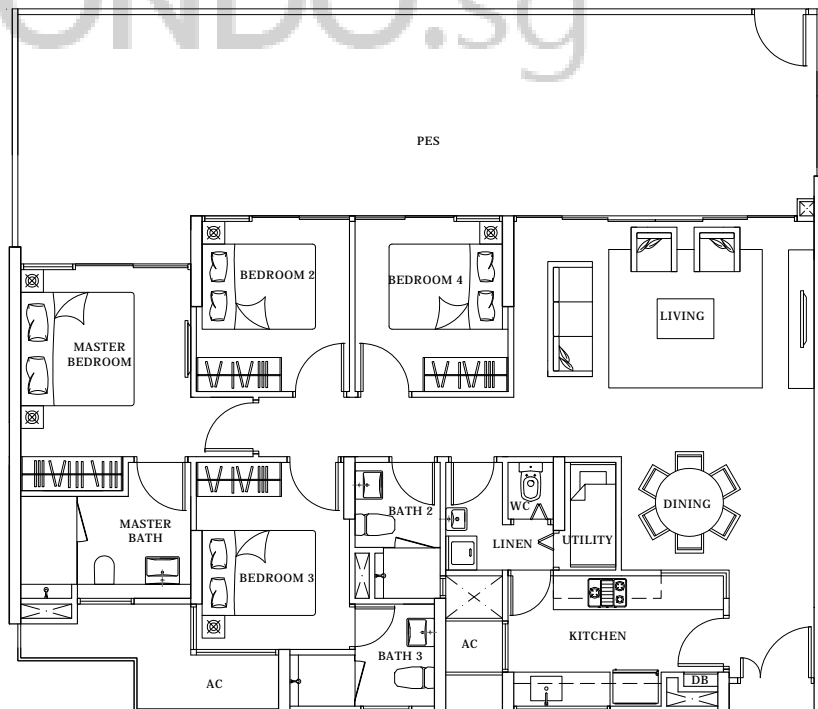 ONDO.sg
PES
BEDROOM 2
BEDROOM 4
LIVING
MASTER
BEDROOM
DINING
WC
BATH 2
MASTER
BATH
LINEN
UTILITY
BEDROOM 3
KITCHEN
AC
BATH 3
AC
DB